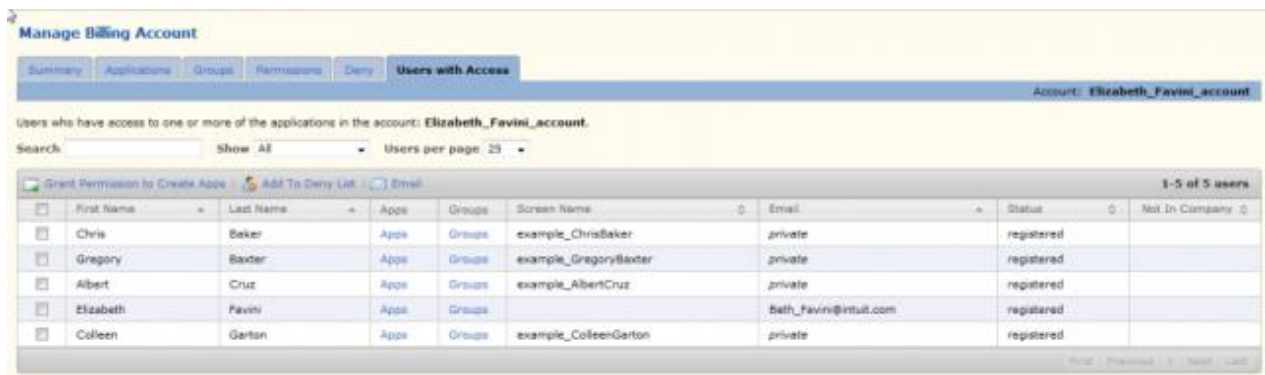 Manage Billing Account
Summary Applications Groups Permissions Deny Users with Access
Account: Elizabeth_Favini_account
Users who have access to one or more of the applications in the account: Elizabeth_Favini_account.
Search Show All Users per page 25
Grant Permission to Create Apps | Add To Deny List | Email 1-5 of 5 users
First Name Last Name Apps Groups Screen Name Email Status Not In Company
Chris Baker Apps Groups example_ChrisBaker private registered
Gregory Baxter Apps Groups example_GregoryBaxter private registered
Albert Cruz Apps Groups example_AlbertCruz private registered
Elizabeth Favini Apps Groups Beth_Favini@intuit.com registered
Colleen Garton Apps Groups example_ColleenGarton private registered
First | Previous | 1 | Next | Last